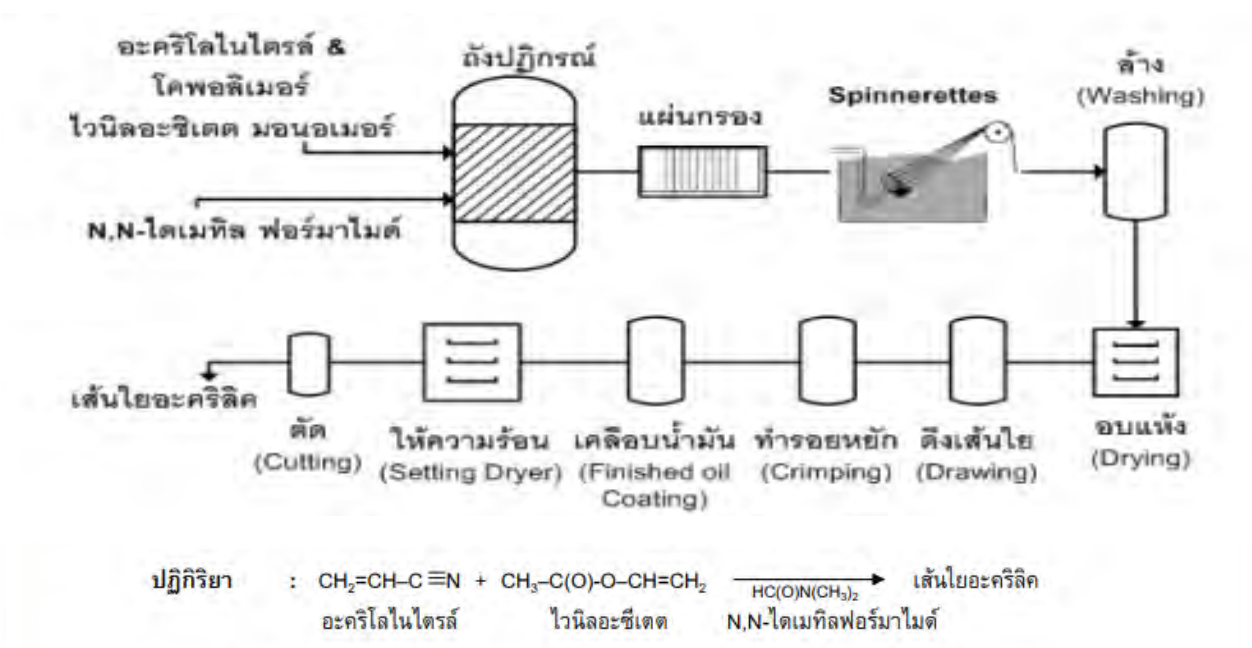 อะคริโลไนไตรล์ &
โคพอลิเมอร์
ไวนิลอะซิเตต มอนอเมอร์
N,N-ไดเมทิล ฟอร์มาไมด์
ถังปฏิกรณ์
แผ่นกรอง
Spinnerettes
ล้าง
(Washing)
เส้นใยอะคริลิค
ตัด
(Cutting)
ให้ความร้อน
(Setting Dryer)
เคลือบน้ำมัน
(Finished oil
Coating)
ทำรอยหยัก
(Crimping)
ดึงเส้นใย
(Drawing)
อบแห้ง
(Drying)
ปฏิกิริยา : CH₂=CH–C≡N + CH₃–C(O)-O–CH=CH₂ HC(O)N(CH₃)₂ เส้นใยอะคริลิค
อะคริโลไนไตรล์ ไวนิลอะซีเตต N,N-ไดเมทิลฟอร์มาไมด์